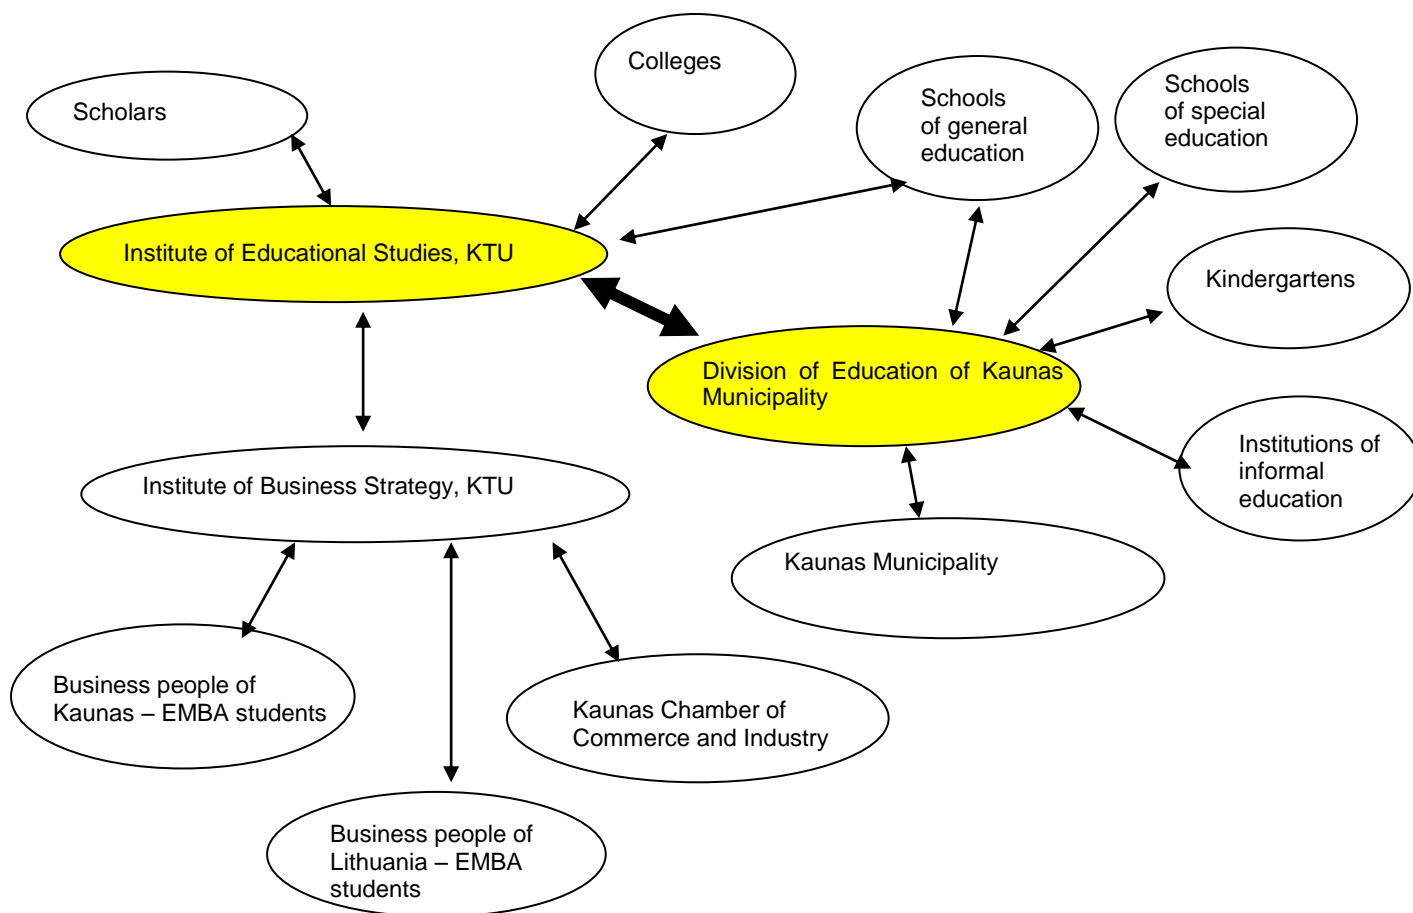 Colleges
Scholars
Schools
of general
education
Schools
of special
education
Institute of Educational Studies, KTU
Kindergartens
Division of Education of Kaunas
Municipality
Institutions of
informal
education
Institute of Business Strategy, KTU
Kaunas Municipality
Business people of
Kaunas – EMBA students
Kaunas Chamber of
Commerce and Industry
Business people of
Lithuania – EMBA
students